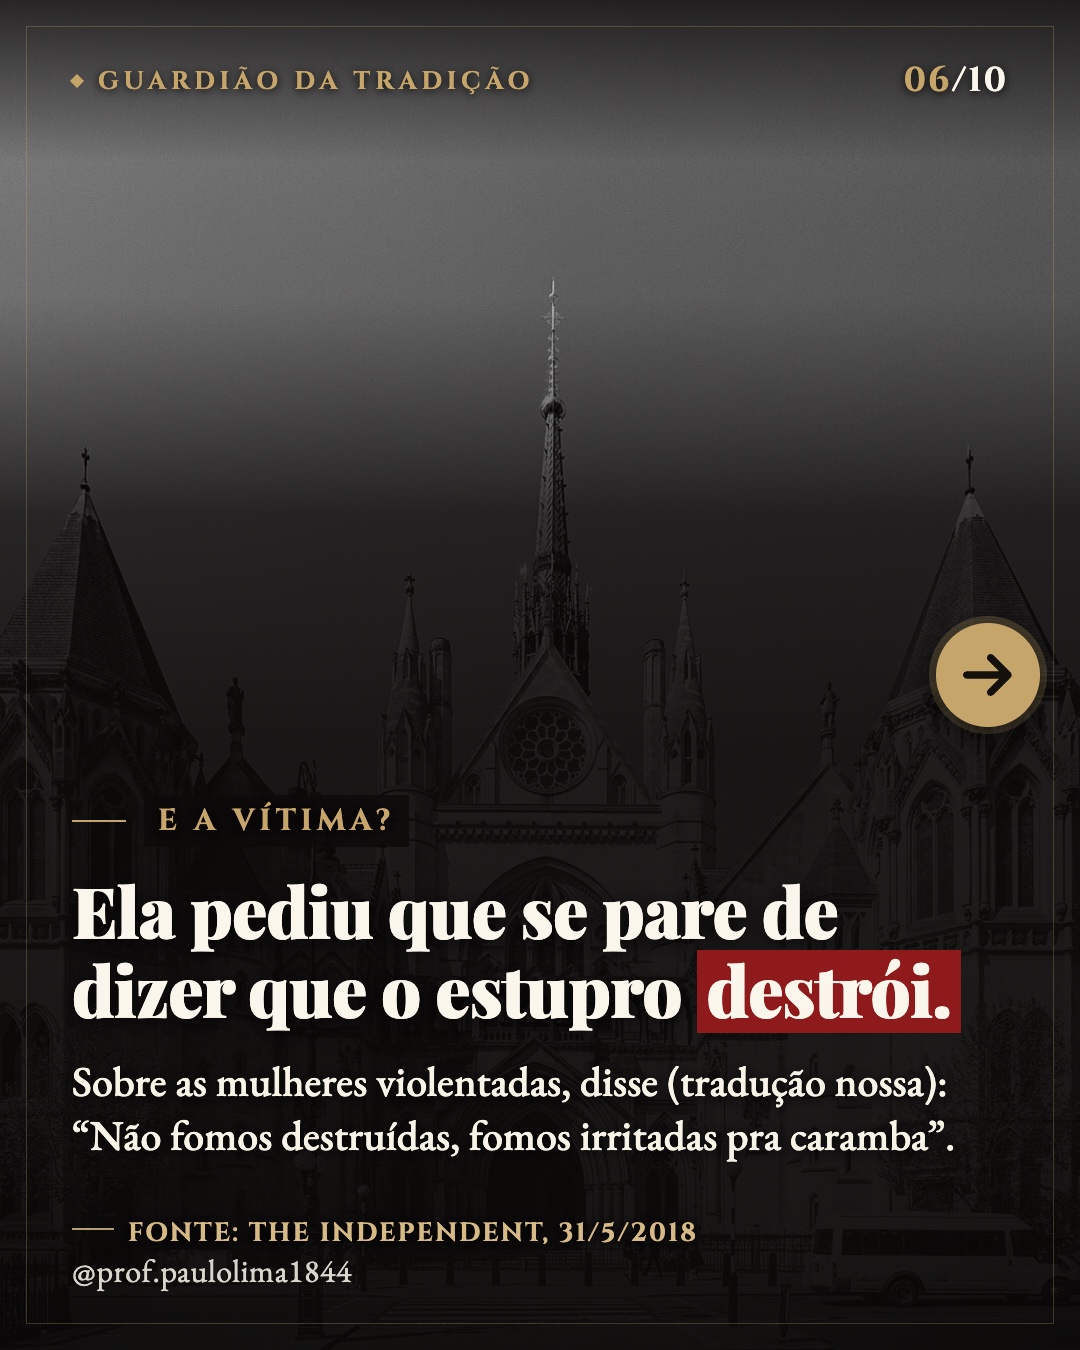 GUARDIÃO DA TRADIÇÃO
06/10
E A VÍTIMA?
Ela pediu que se pare de
dizer que o estupro destrói.
Sobre as mulheres violentadas, disse (tradução nossa):
“Não fomos destruídas, fomos irritadas pra caramba”.
FONTE: THE INDEPENDENT, 31/5/2018
@prof.paulolima1844